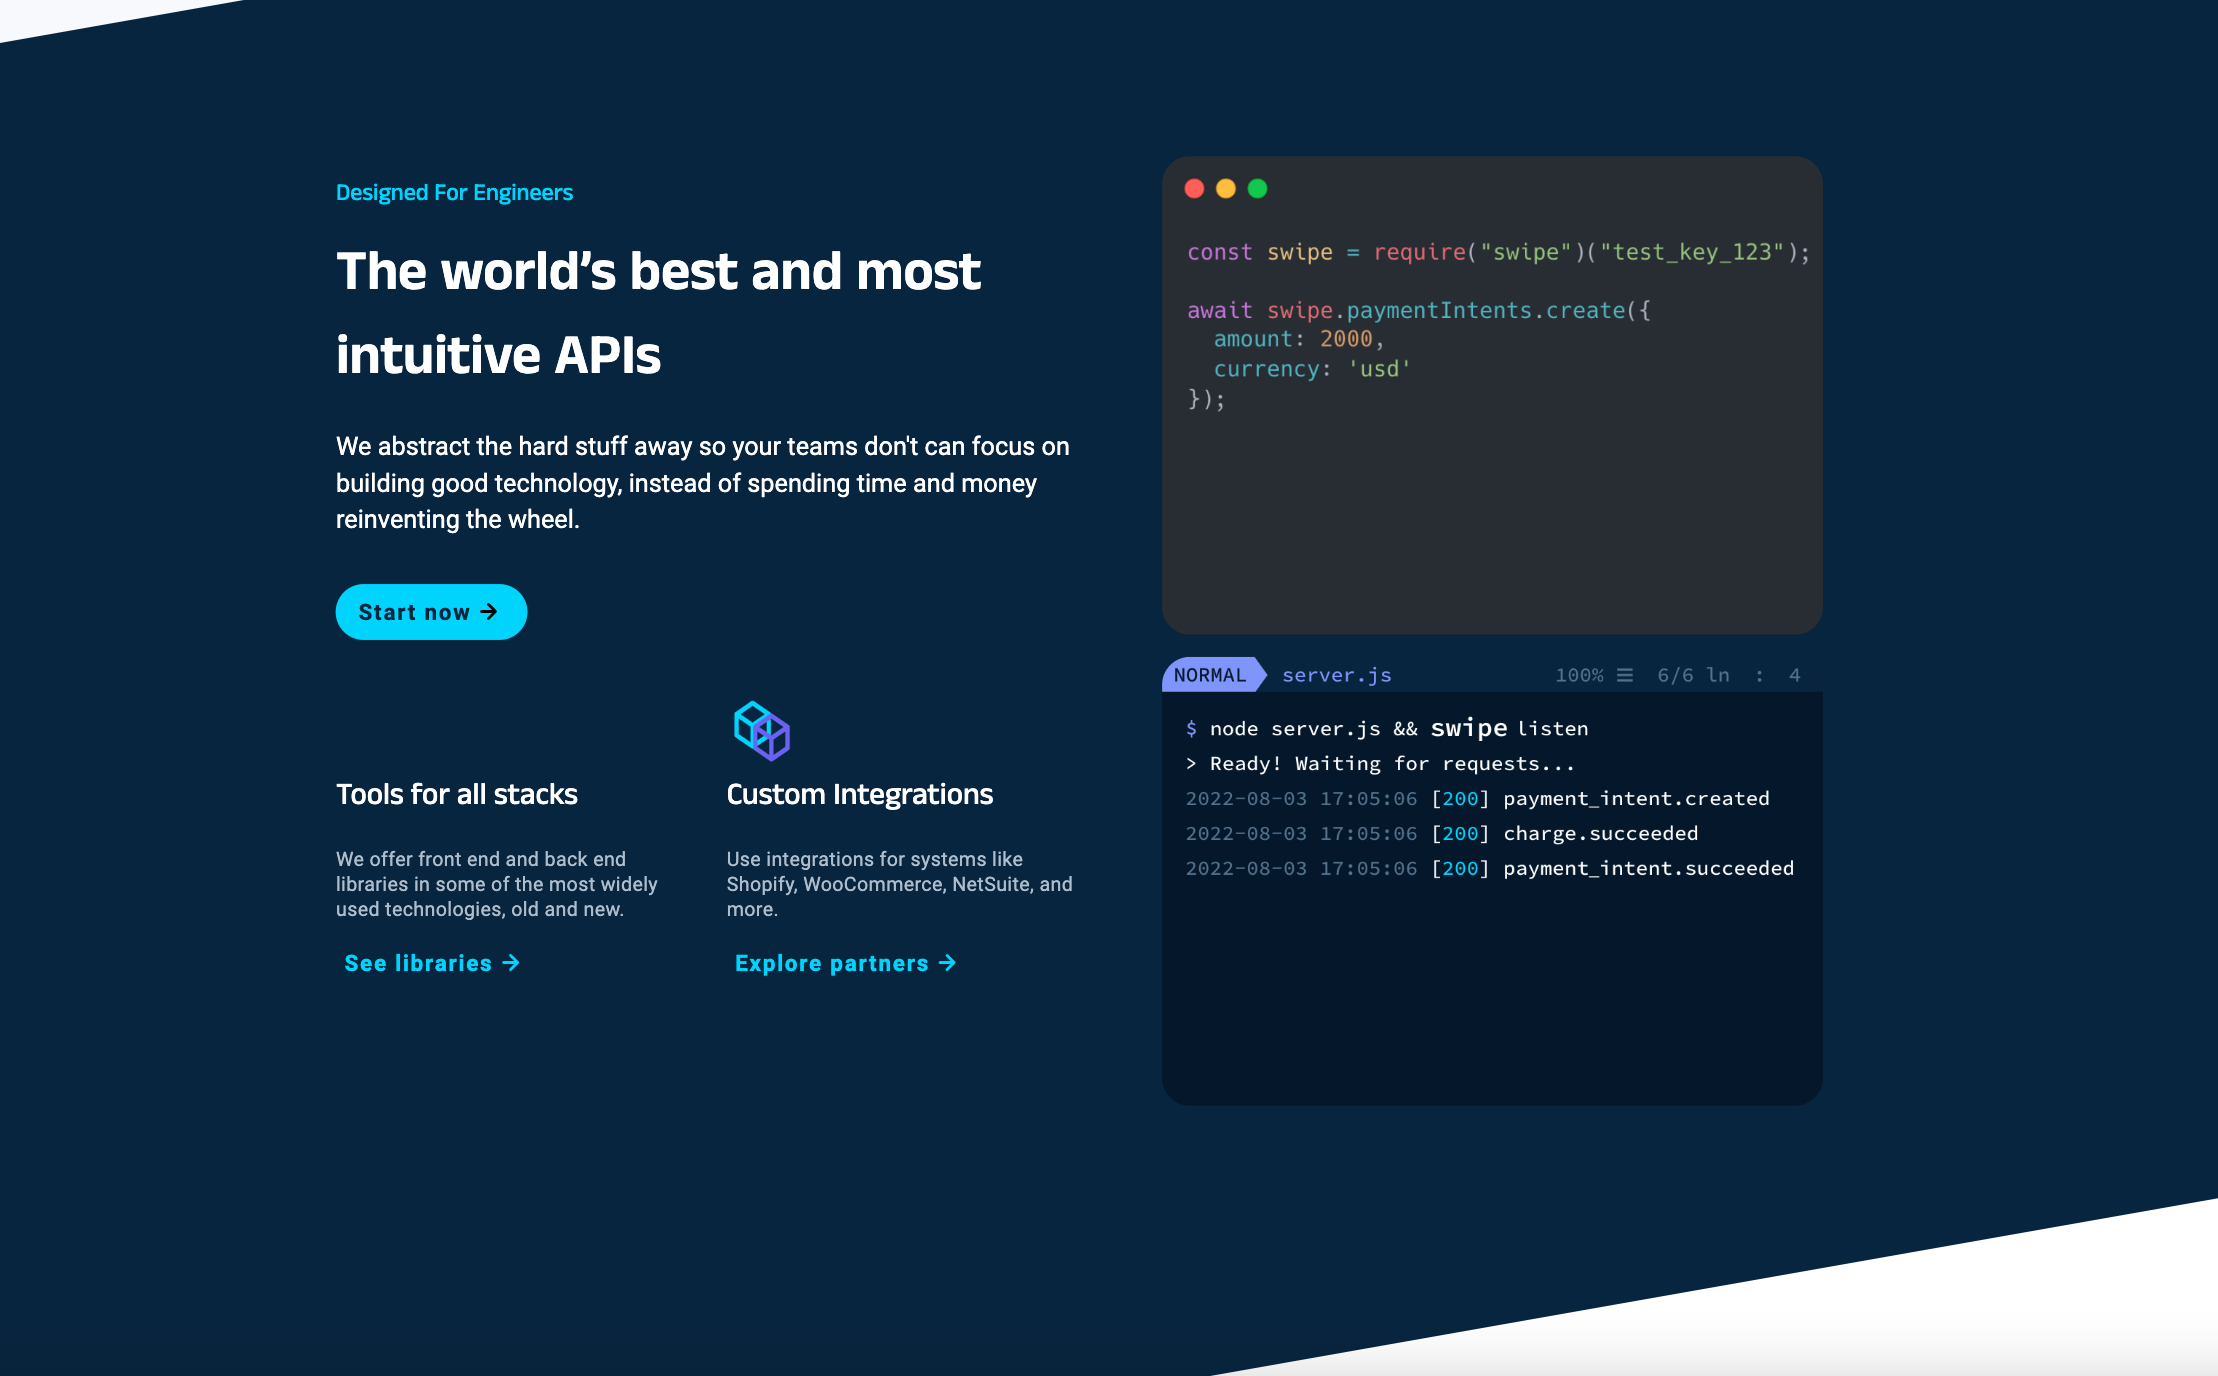 Designed For Engineers
The world’s best and most
intuitive APIs
We abstract the hard stuff away so your teams don't can focus on
building good technology, instead of spending time and money
reinventing the wheel.
Start now →
Tools for all stacks
We offer front end and back end
libraries in some of the most widely
used technologies, old and new.
See libraries →
Custom Integrations
Use integrations for systems like
Shopify, WooCommerce, NetSuite, and
more.
Explore partners →
const swipe = require("swipe")("test_key_123");
await swipe.paymentIntents.create({
  amount: 2000,
  currency: 'usd'
});
NORMAL server.js 100% ☰ 6/6 ln : 4
$ node server.js && swipe listen
> Ready! Waiting for requests...
2022-08-03 17:05:06 [200] payment_intent.created
2022-08-03 17:05:06 [200] charge.succeeded
2022-08-03 17:05:06 [200] payment_intent.succeeded